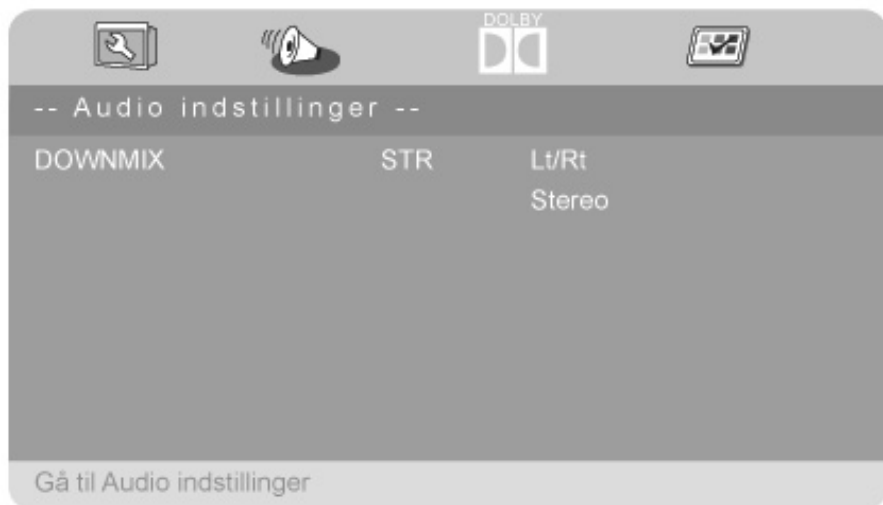 DOLBY
-- Audio indstillinger --
DOWNMIX STR Lt/Rt
Stereo
Gå til Audio indstillinger